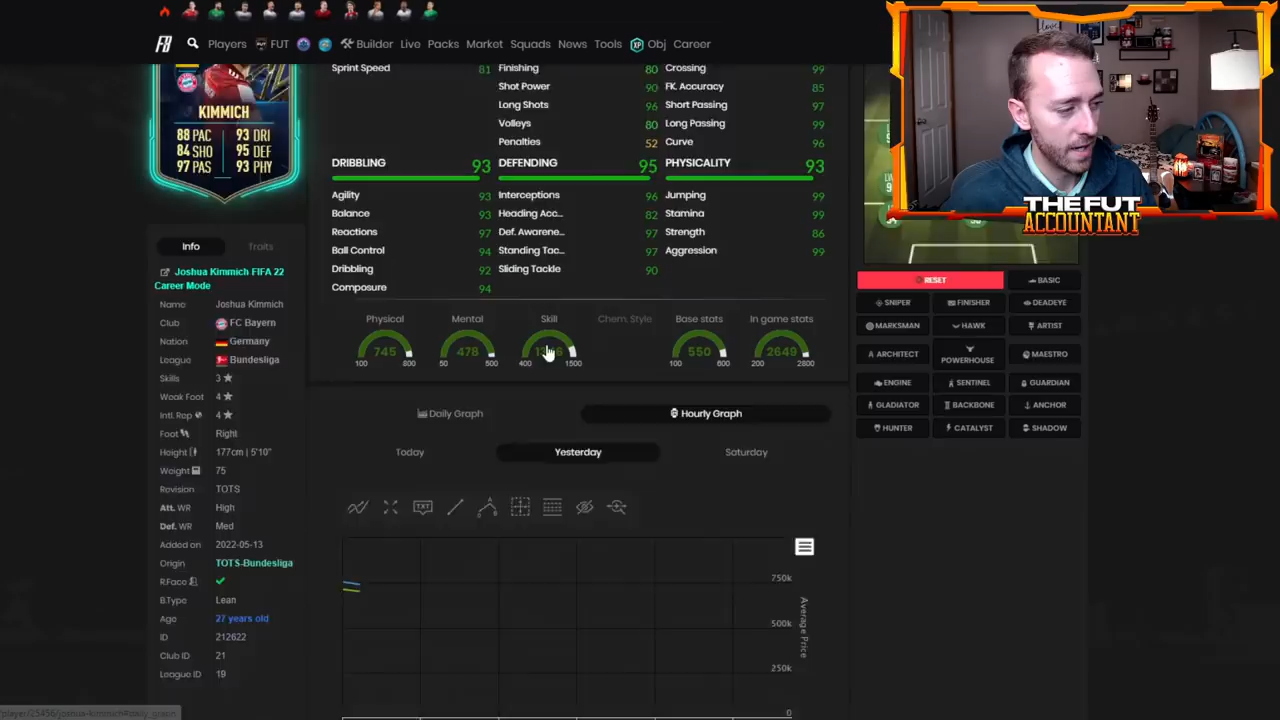 FB Players FUT Builder Live Packs Market Squads News Tools XP Obj Career
KIMMICH
88 PAC 93 DRI
84 SHO 95 DEF
97 PAS 93 PHY
Sprint Speed 81
Finishing 80
Shot Power 90
Long Shots 96
Volleys 80
Penalties 52
Crossing 99
FK. Accuracy 85
Short Passing 97
Long Passing 99
Curve 96
DRIBBLING 93
Agility 93
Balance 93
Reactions 97
Ball Control 94
Dribbling 92
Composure 94
DEFENDING 95
Interceptions 96
Heading Acc... 82
Def. Awarene... 97
Standing Tac... 97
Sliding Tackle 90
PHYSICALITY 93
Jumping 99
Stamina 99
Strength 86
Aggression 99
Physical Mental Skill Chem. Style Base stats In game stats
745 478 550 2649
100 800 50 500 400 1500 100 600 200 2800
Info Traits
Joshua Kimmich FIFA 22
Career Mode
Name: Joshua Kimmich
Club FC Bayern
Nation Germany
League Bundesliga
Skills 3
Weak Foot 4
Intl. Rep 4
Foot Right
Height 177cm | 5'10"
Weight 75
Revision TOTS
Att. WR High
Def. WR Med
Added on 2022-05-13
Origin TOTS-Bundesliga
R.Face
B.Type Lean
Age 27 years old
ID 212622
Club ID 21
League ID 19
Daily Graph Hourly Graph
Today Yesterday Saturday
TXT
750k
500k
250k
0
Average Price
THE FUT
ACCOUNTANT
RESET BASIC
SNIPER FINISHER DEADEYE
MARKSMAN HAWK ARTIST
ARCHITECT POWERHOUSE MAESTRO
ENGINE SENTINEL GUARDIAN
GLADIATOR BACKBONE ANCHOR
HUNTER CATALYST SHADOW